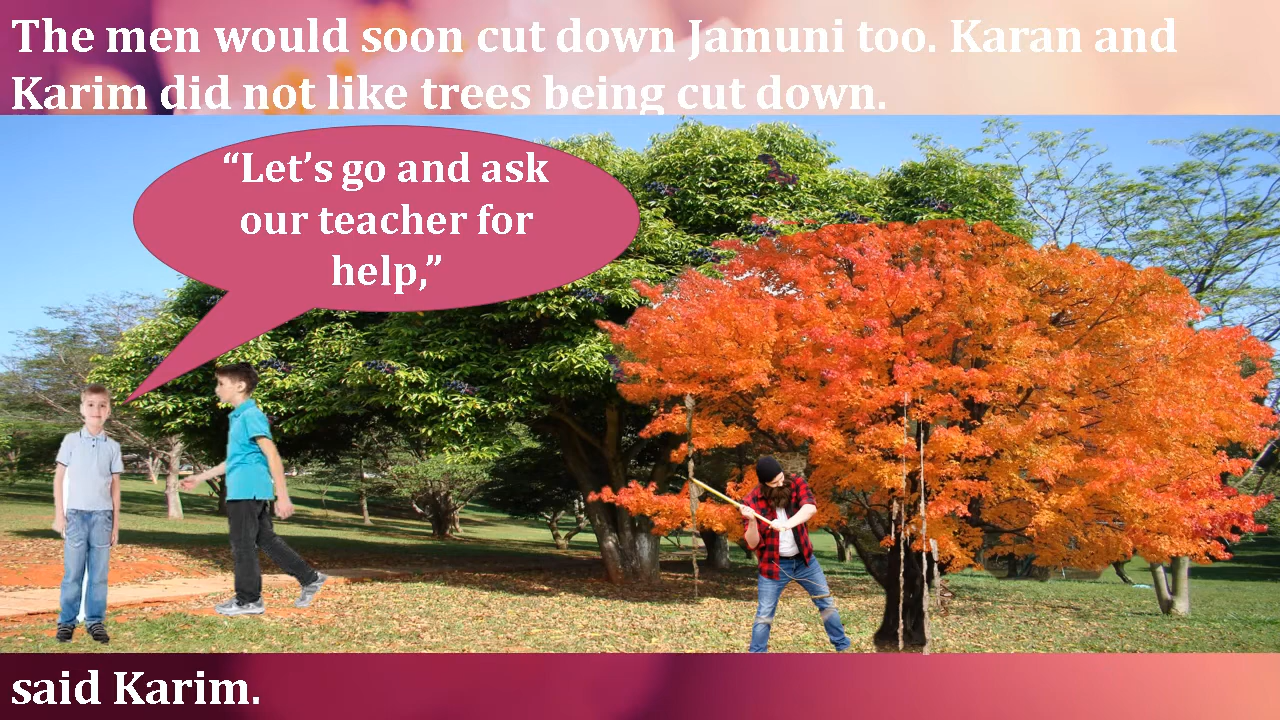 The men would soon cut down Jamuni too. Karan and
Karim did not like trees being cut down.
“Let’s go and ask
our teacher for
help,”
said Karim.